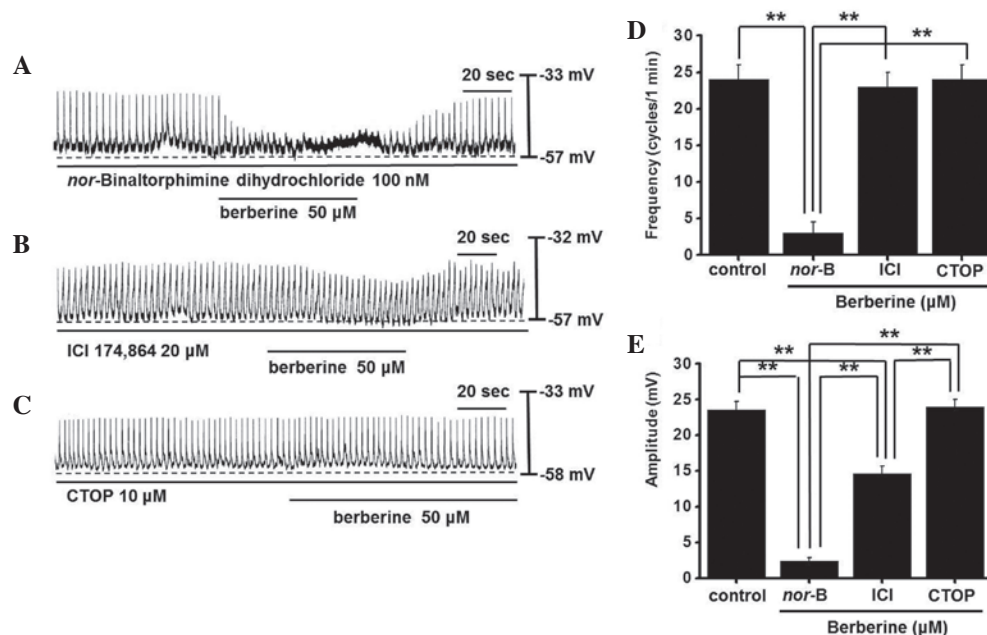 A
20 sec
-33 mV
-57 mV
nor-Binaltorphimine dihydrochloride 100 nM
berberine 50 µM
B
20 sec
-32 mV
-57 mV
ICI 174,864 20 µM
berberine 50 µM
C
20 sec
-33 mV
-58 mV
CTOP 10 µM
berberine 50 µM
D
**
**
**
Frequency (cycles/1 min)
30
25
20
15
10
5
0
control
nor-B
ICI
CTOP
Berberine (µM)
E
**
**
**
**
**
Amplitude (mV)
30
25
20
15
10
5
0
control
nor-B
ICI
CTOP
Berberine (µM)